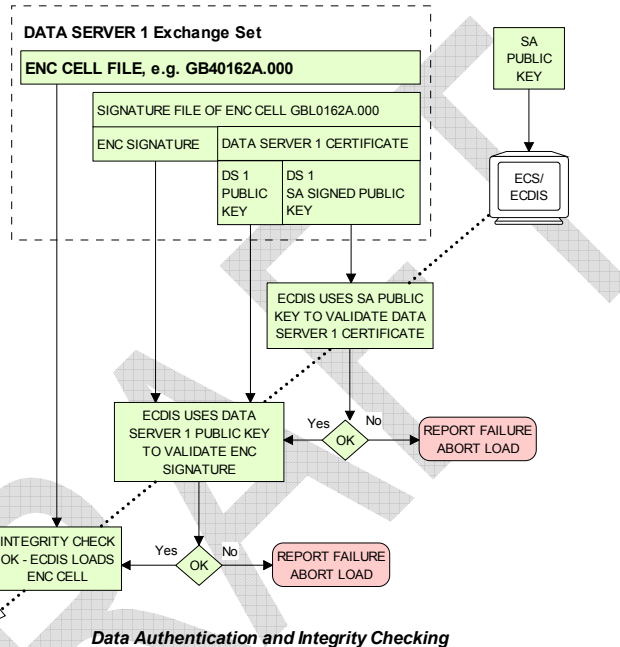 DATA SERVER 1 Exchange Set
ENC CELL FILE, e.g. GB40162A.000
SIGNATURE FILE OF ENC CELL GBL0162A.000
ENC SIGNATURE
DATA SERVER 1 CERTIFICATE
DS 1
PUBLIC
KEY
DS 1
SA SIGNED PUBLIC
KEY
SA
PUBLIC
KEY
ECS/
ECDIS
ECDIS USES SA PUBLIC
KEY TO VALIDATE DATA
SERVER 1 CERTIFICATE
ECDIS USES DATA
SERVER 1 PUBLIC KEY
TO VALIDATE ENC
SIGNATURE
Yes
OK
No
REPORT FAILURE
ABORT LOAD
INTEGRITY CHECK
OK - ECDIS LOADS
ENC CELL
Yes
OK
No
REPORT FAILURE
ABORT LOAD
Data Authentication and Integrity Checking